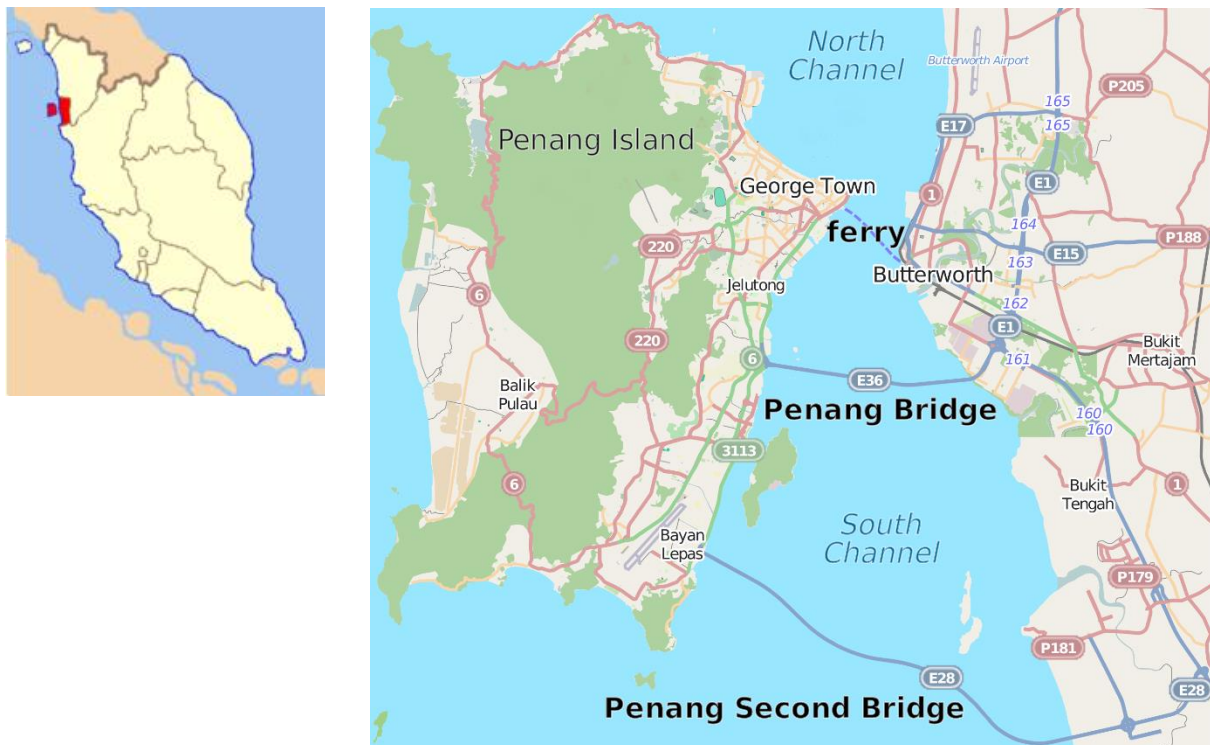 North
Channel
Butterworth Airport
P205
165
165
E17
Penang Island
E1
George Town
1
164
ferry
220
P188
E15
163
Butterworth
Jelutong
6
162
E1
220
6
161
Bukit
Mertajam
E36
Balik
Pulau
Penang Bridge
160
160
3113
6
Bukit
Tengah
1
South
Channel
Bayan
Lepas
P179
P181
E28
E28
Penang Second Bridge